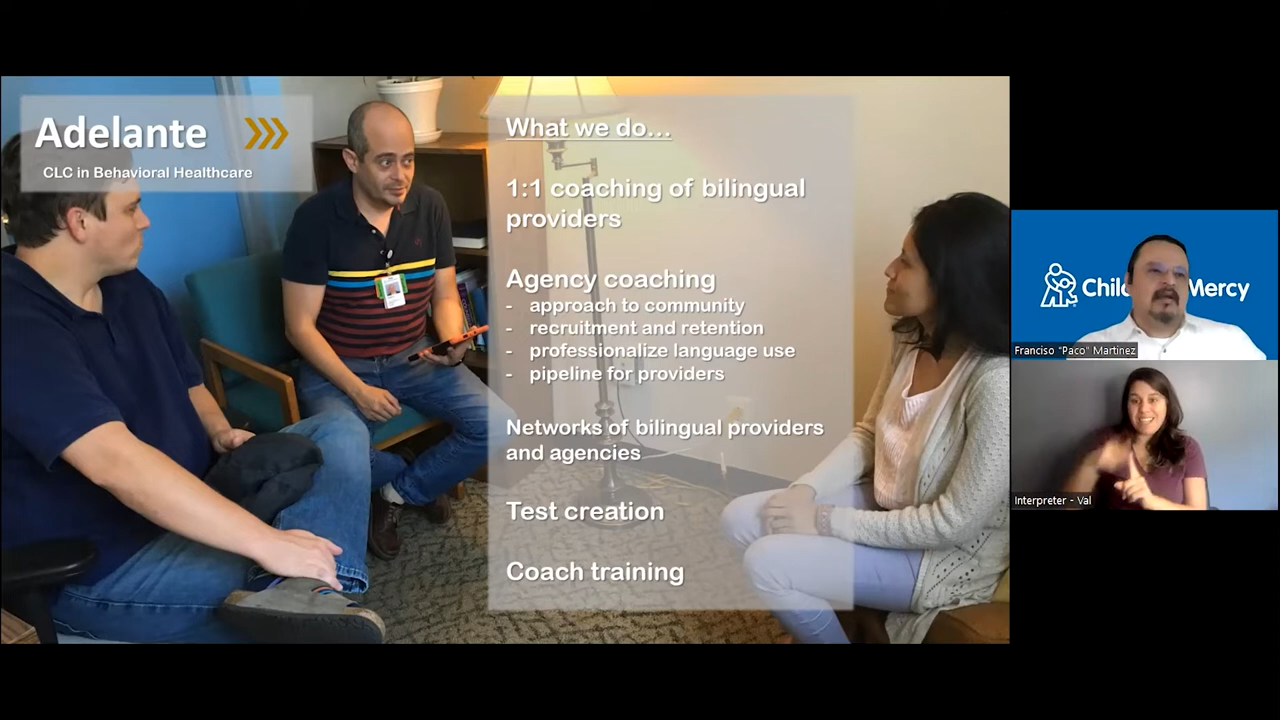 Adelante
CLC in Behavioral Healthcare
What we do...
1:1 coaching of bilingual
providers
Agency coaching
- approach to community
- recruitment and retention
- professionalize language use
- pipeline for providers
Networks of bilingual providers
and agencies
Test creation
Coach training
Mercy
Franciso "Paco" Martinez
Interpreter - Val